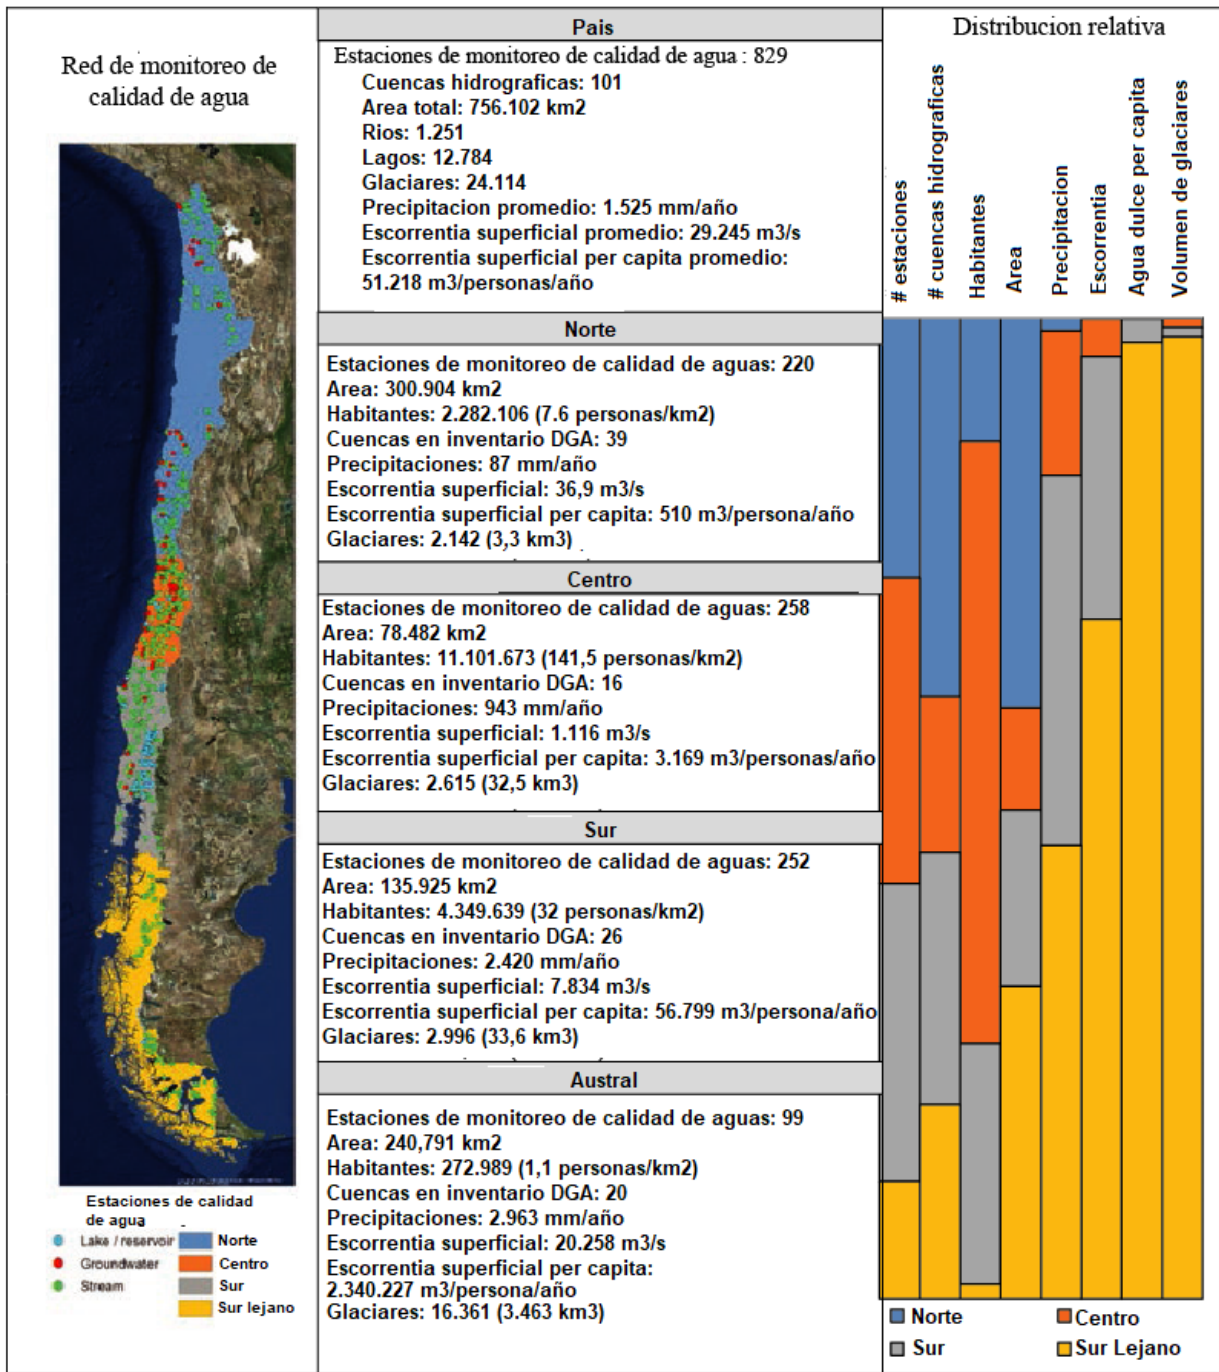 Red de monitoreo de
calidad de agua
Estaciones de calidad
de agua
Lake / reservoir
Groundwater
Stream
Norte
Centro
Sur
Sur lejano
Pais
Estaciones de monitoreo de calidad de agua : 829
Cuencas hidrograficas: 101
Area total: 756.102 km2
Rios: 1.251
Lagos: 12.784
Glaciares: 24.114
Precipitacion promedio: 1.525 mm/año
Escorrentia superficial promedio: 29.245 m3/s
Escorrentia superficial per capita promedio:
51.218 m3/personas/año
Norte
Estaciones de monitoreo de calidad de aguas: 220
Area: 300.904 km2
Habitantes: 2.282.106 (7.6 personas/km2)
Cuencas en inventario DGA: 39
Precipitaciones: 87 mm/año
Escorrentia superficial: 36,9 m3/s
Escorrentia superficial per capita: 510 m3/persona/año
Glaciares: 2.142 (3,3 km3)
Centro
Estaciones de monitoreo de calidad de aguas: 258
Area: 78.482 km2
Habitantes: 11.101.673 (141,5 personas/km2)
Cuencas en inventario DGA: 16
Precipitaciones: 943 mm/año
Escorrentia superficial: 1.116 m3/s
Escorrentia superficial per capita: 3.169 m3/personas/año
Glaciares: 2.615 (32,5 km3)
Sur
Estaciones de monitoreo de calidad de aguas: 252
Area: 135.925 km2
Habitantes: 4.349.639 (32 personas/km2)
Cuencas en inventario DGA: 26
Precipitaciones: 2.420 mm/año
Escorrentia superficial: 7.834 m3/s
Escorrentia superficial per capita: 56.799 m3/persona/año
Glaciares: 2.996 (33,6 km3)
Austral
Estaciones de monitoreo de calidad de aguas: 99
Area: 240,791 km2
Habitantes: 272.989 (1,1 personas/km2)
Cuencas en inventario DGA: 20
Precipitaciones: 2.963 mm/año
Escorrentia superficial: 20.258 m3/s
Escorrentia superficial per capita:
2.340.227 m3/persona/año
Glaciares: 16.361 (3.463 km3)
Distribucion relativa
# estaciones
# cuencas hidrograficas
Habitantes
Area
Precipitacion
Escorrentia
Agua dulce per capita
Volumen de glaciares
Norte
Centro
Sur
Sur Lejano